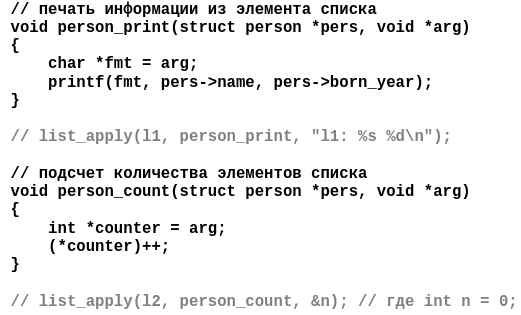 // печать информации из элемента списка
void person_print(struct person *pers, void *arg)
{
    char *fmt = arg;
    printf(fmt, pers->name, pers->born_year);
}

// list_apply(l1, person_print, "l1: %s %d\n");

// подсчет количества элементов списка
void person_count(struct person *pers, void *arg)
{
    int *counter = arg;
    (*counter)++;
}

// list_apply(l2, person_count, &n); // где int n = 0;